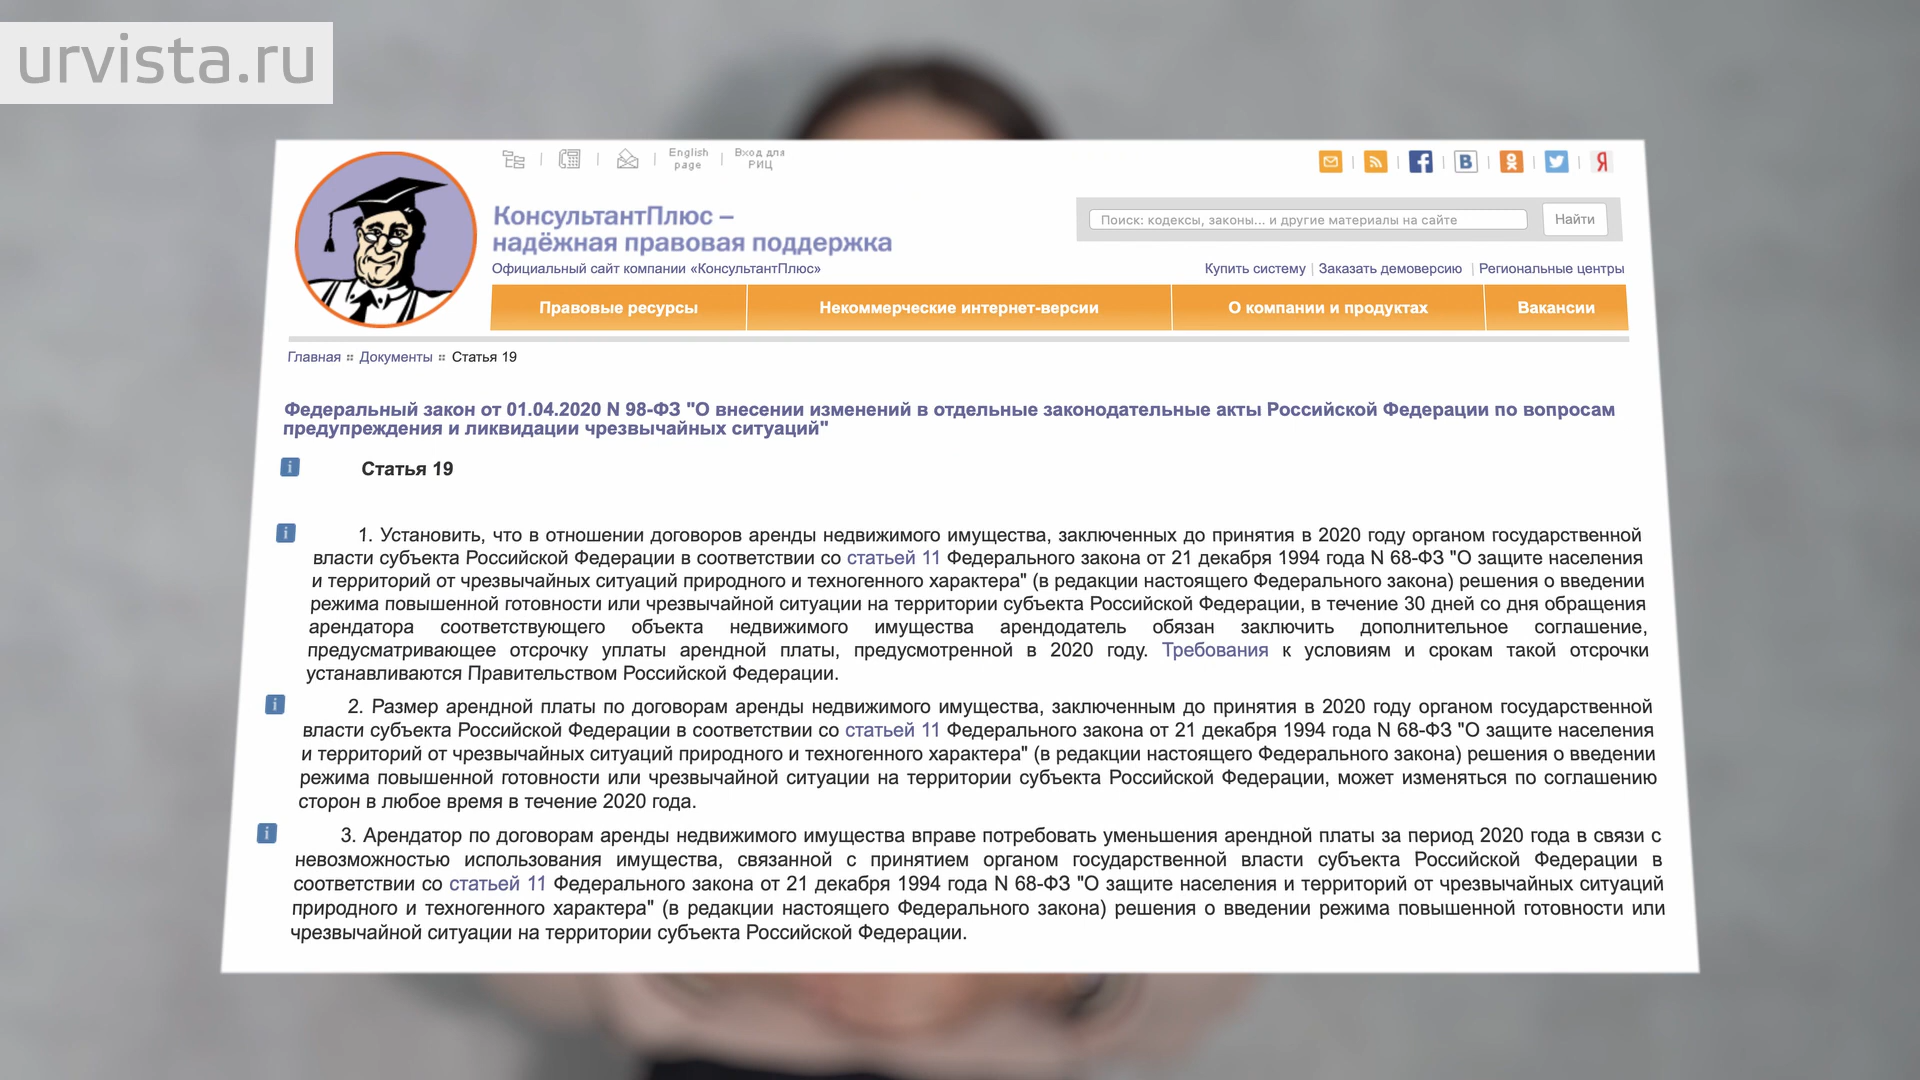 urvista.ru
English
page
Вход для
РИЦ
КонсультантПлюс –
надёжная правовая поддержка
Официальный сайт компании «КонсультантПлюс»
Поиск: кодексы, законы... и другие материалы на сайте
Найти
Купить систему | Заказать демоверсию | Региональные центры
Правовые ресурсы Некоммерческие интернет-версии О компании и продуктах Вакансии
Главная :: Документы :: Статья 19
Федеральный закон от 01.04.2020 N 98-ФЗ "О внесении изменений в отдельные законодательные акты Российской Федерации по вопросам
предупреждения и ликвидации чрезвычайных ситуаций"
Статья 19
1. Установить, что в отношении договоров аренды недвижимого имущества, заключенных до принятия в 2020 году органом государственной
власти субъекта Российской Федерации в соответствии со статьей 11 Федерального закона от 21 декабря 1994 года N 68-ФЗ "О защите населения
и территорий от чрезвычайных ситуаций природного и техногенного характера" (в редакции настоящего Федерального закона) решения о введении
режима повышенной готовности или чрезвычайной ситуации на территории субъекта Российской Федерации, в течение 30 дней со дня обращения
арендатора соответствующего объекта недвижимого имущества арендодатель обязан заключить дополнительное соглашение,
предусматривающее отсрочку уплаты арендной платы, предусмотренной в 2020 году. Требования к условиям и срокам такой отсрочки
устанавливаются Правительством Российской Федерации.
2. Размер арендной платы по договорам аренды недвижимого имущества, заключенным до принятия в 2020 году органом государственной
власти субъекта Российской Федерации в соответствии со статьей 11 Федерального закона от 21 декабря 1994 года N 68-ФЗ "О защите населения
и территорий от чрезвычайных ситуаций природного и техногенного характера" (в редакции настоящего Федерального закона) решения о введении
режима повышенной готовности или чрезвычайной ситуации на территории субъекта Российской Федерации, может изменяться по соглашению
сторон в любое время в течение 2020 года.
3. Арендатор по договорам аренды недвижимого имущества вправе потребовать уменьшения арендной платы за период 2020 года в связи с
невозможностью использования имущества, связанной с принятием органом государственной власти субъекта Российской Федерации в
соответствии со статьей 11 Федерального закона от 21 декабря 1994 года N 68-ФЗ "О защите населения и территорий от чрезвычайных ситуаций
природного и техногенного характера" (в редакции настоящего Федерального закона) решения о введении режима повышенной готовности или
чрезвычайной ситуации на территории субъекта Российской Федерации.